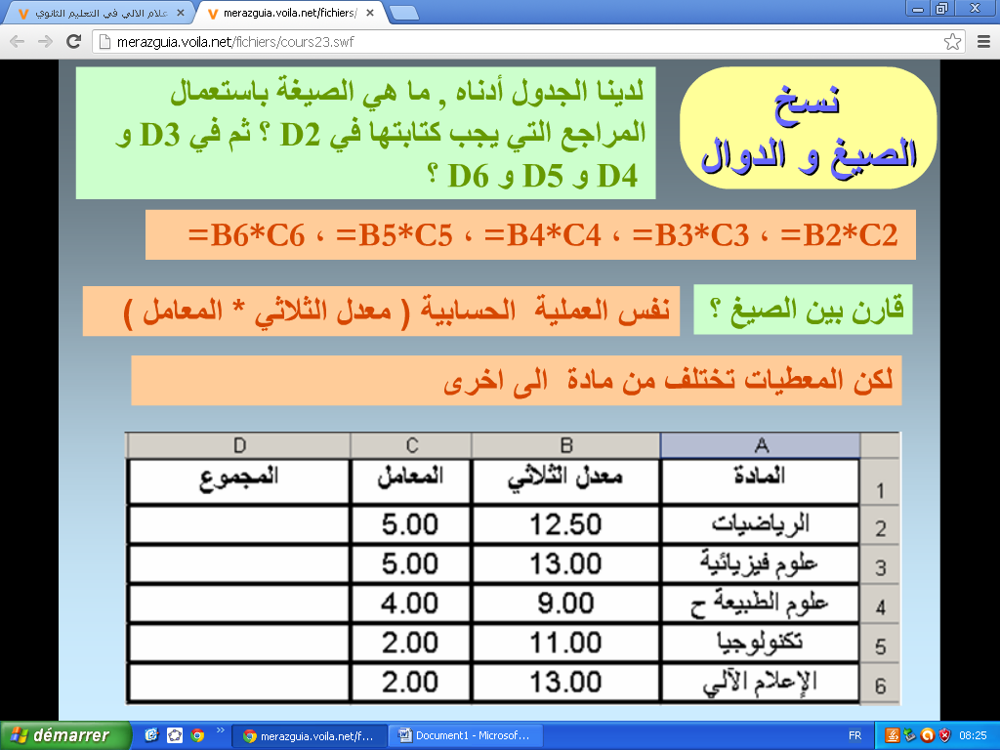 علام الالي في التعليم الثانوي
merazguia.voila.net/fichiers/
merazguia.voila.net/fichiers/cours23.swf
نسخ
الصيغ و الدوال
لدينا الجدول أدناه , ما هي الصيغة باستعمال
المراجع التي يجب كتابتها في D2 ؟ ثم في D3 و
D4 و D5 و D6 ؟
=B2*C2 ، =B3*C3 ، =B4*C4 ، =B5*C5 ، =B6*C6
قارن بين الصيغ ؟
نفس العملية الحسابية ( معدل الثلاثي * المعامل )
لكن المعطيات تختلف من مادة الى اخرى
A B C D
1 المادة معدل الثلاثي المعامل المجموع
2 الرياضيات 12.50 5.00
3 علوم فيزيائية 13.00 5.00
4 علوم الطبيعة ح 9.00 4.00
5 تكنولوجيا 11.00 2.00
6 الإعلام الآلي 13.00 2.00
démarrer
merazguia.voila.net/f...
Document1 - Microsof...
FR
08:25